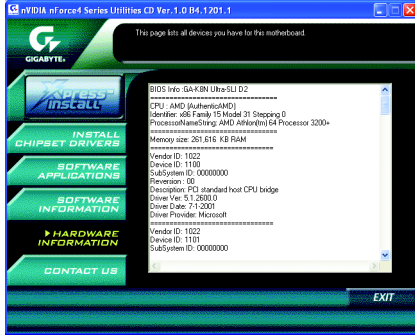 nVIDIA nForce4 Series Utilities CD Ver.1.0 B4.1201.1
This page lists all devices you have for this motherboard.
GIGABYTE
Xpress
Install
INSTALL
CHIPSET DRIVERS
SOFTWARE
APPLICATIONS
SOFTWARE
INFORMATION
HARDWARE
INFORMATION
CONTACT US
BIOS Info :GA-K8N Ultra-SLI D2
================================
CPU : AMD (AuthenticAMD)
Identifier: x86 Family 15 Model 31 Stepping 0
ProcessorNameString: AMD Athlon(tm) 64 Processor 3200+
================================
Memory size: 261,616 KB RAM
================================
Vendor ID: 1022
Device ID: 1100
SubSystem ID: 00000000
Reversion : 00
Description: PCI standard host CPU bridge
Driver Ver: 5.1.2600.0
Driver Date: 7-1-2001
Driver Provider: Microsoft
================================
Vendor ID: 1022
Device ID: 1101
SubSystem ID: 00000000
EXIT